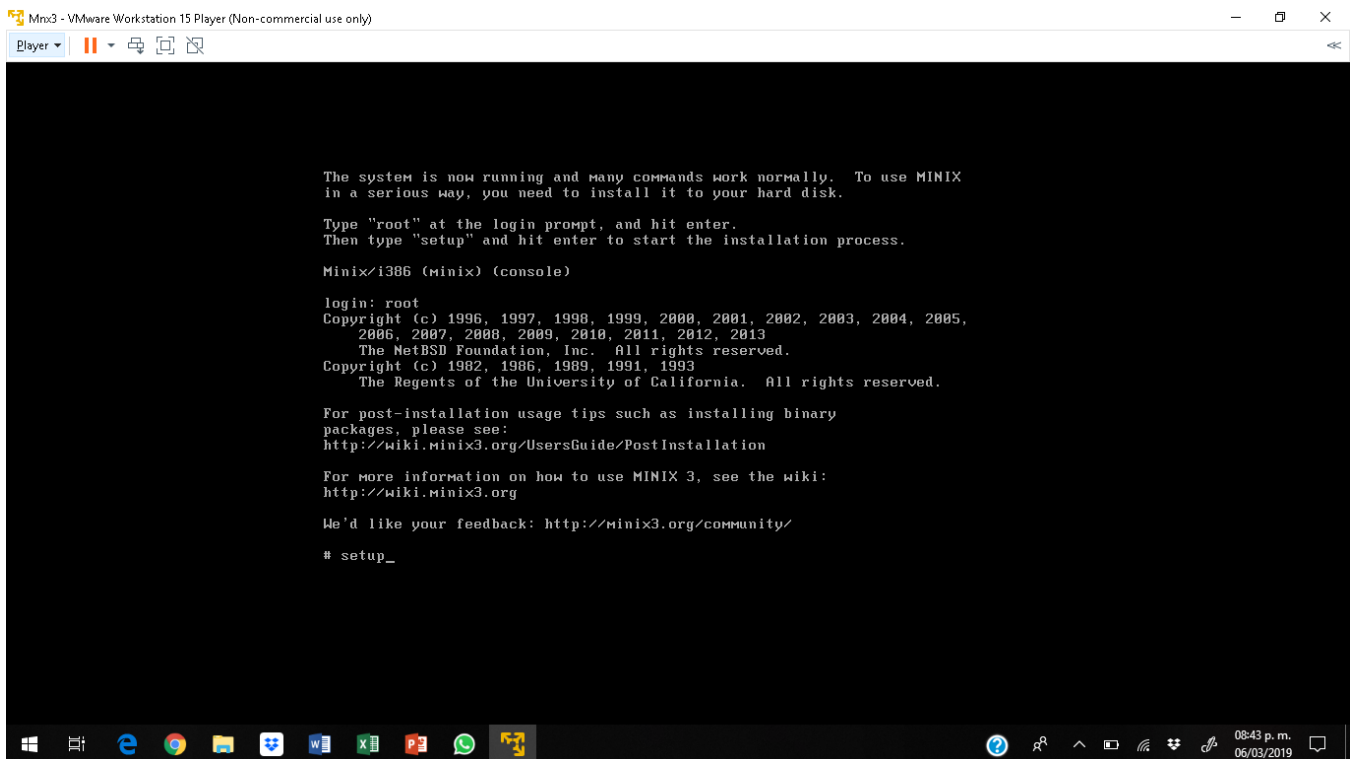 Mnx3 - VMware Workstation 15 Player (Non-commercial use only)
Player
The system is now running and many commands work normally.  To use MINIX
in a serious way, you need to install it to your hard disk.
Type "root" at the login prompt, and hit enter.
Then type "setup" and hit enter to start the installation process.
Minix/i386 (minix) (console)
login: root
Copyright (c) 1996, 1997, 1998, 1999, 2000, 2001, 2002, 2003, 2004, 2005,
2006, 2007, 2008, 2009, 2010, 2011, 2012, 2013
The NetBSD Foundation, Inc.  All rights reserved.
Copyright (c) 1982, 1986, 1989, 1991, 1993
The Regents of the University of California.  All rights reserved.
For post-installation usage tips such as installing binary
packages, please see:
http://wiki.minix3.org/UsersGuide/PostInstallation
For more information on how to use MINIX 3, see the wiki:
http://wiki.minix3.org
We'd like your feedback: http://minix3.org/community/
# setup_
08:43 p. m.
06/03/2019